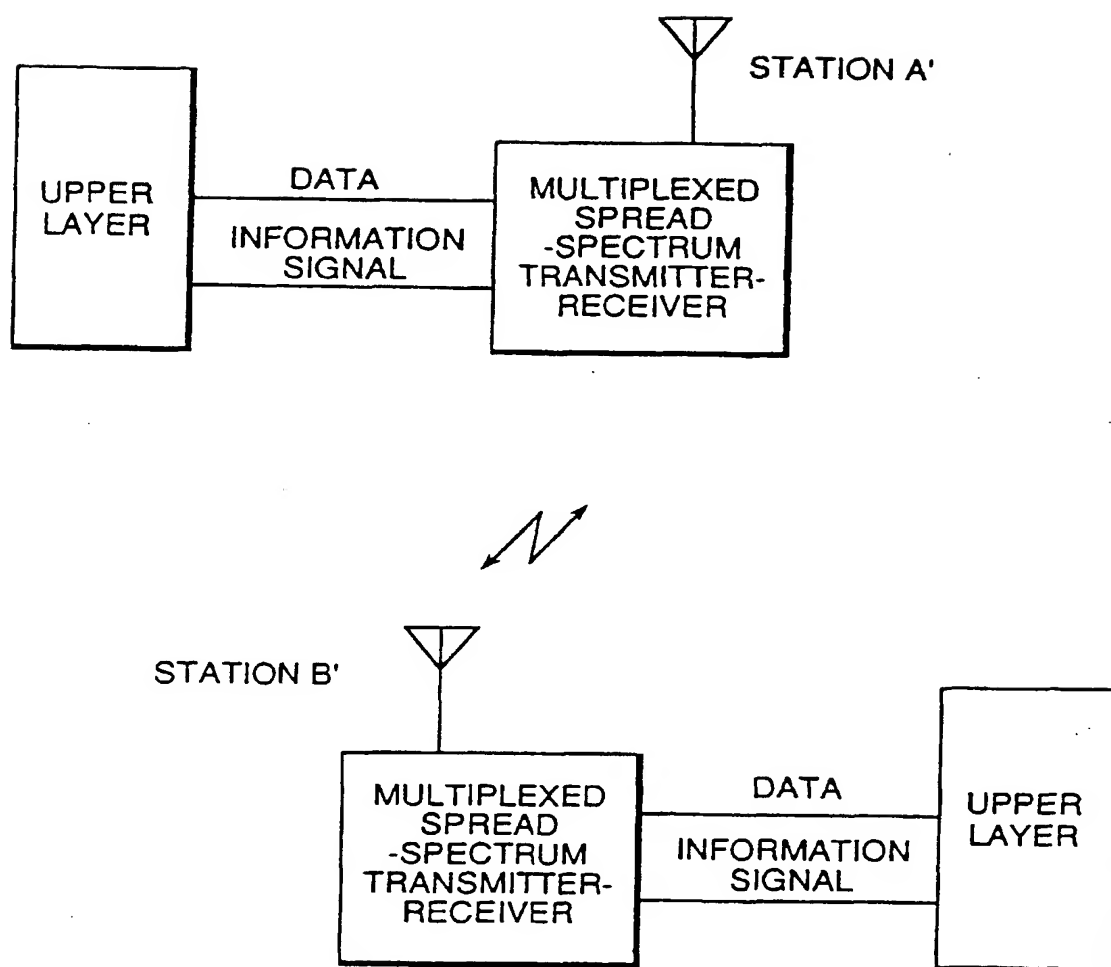 STATION A'
UPPER
LAYER
DATA
INFORMATION
SIGNAL
MULTIPLEXED
SPREAD
-SPECTRUM
TRANSMITTER-
RECEIVER
STATION B'
MULTIPLEXED
SPREAD
-SPECTRUM
TRANSMITTER-
RECEIVER
DATA
INFORMATION
SIGNAL
UPPER
LAYER